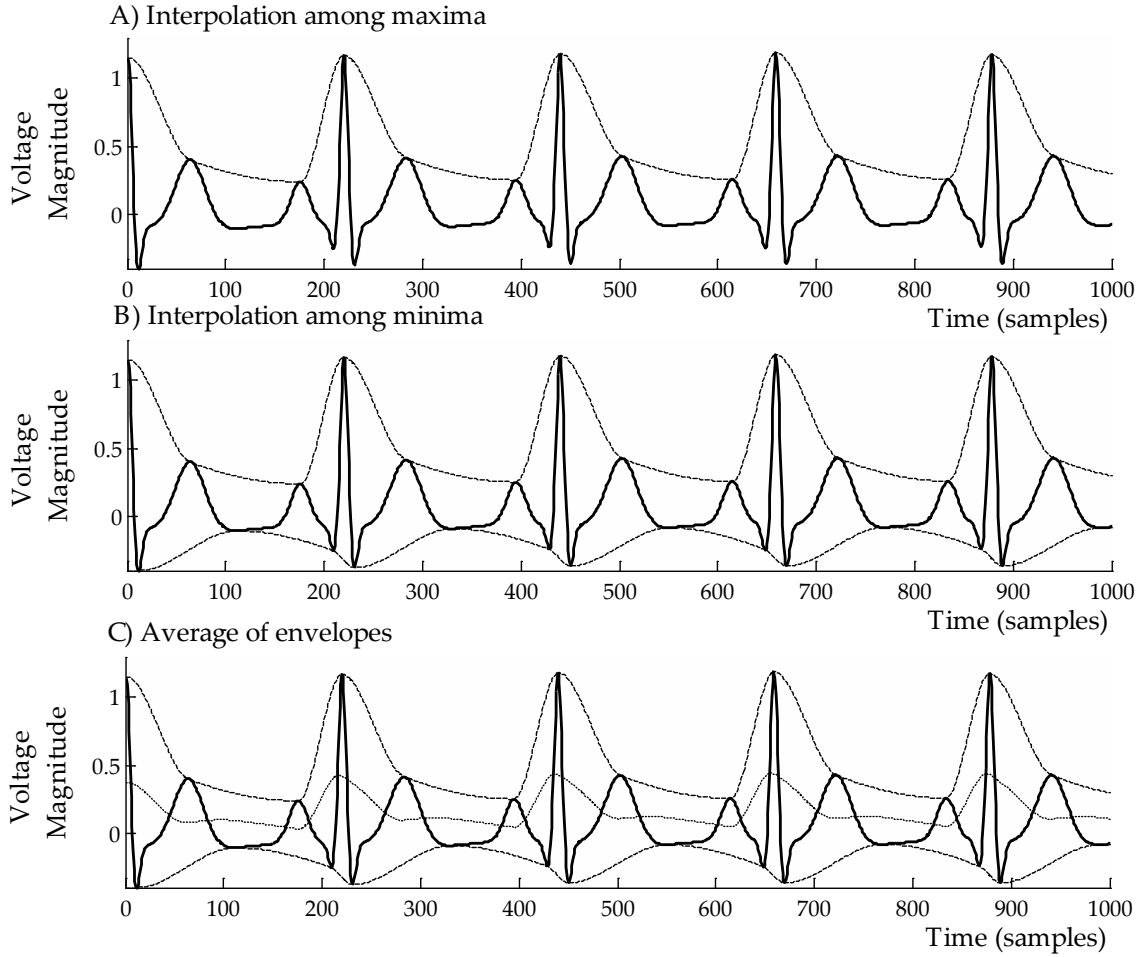 A) Interpolation among maxima
Voltage
Magnitude
1
0.5
0
0 100 200 300 400 500 600 700 800 900 1000
Time (samples)
B) Interpolation among minima
Voltage
Magnitude
1
0.5
0
0 100 200 300 400 500 600 700 800 900 1000
Time (samples)
C) Average of envelopes
Voltage
Magnitude
1
0.5
0
0 100 200 300 400 500 600 700 800 900 1000
Time (samples)